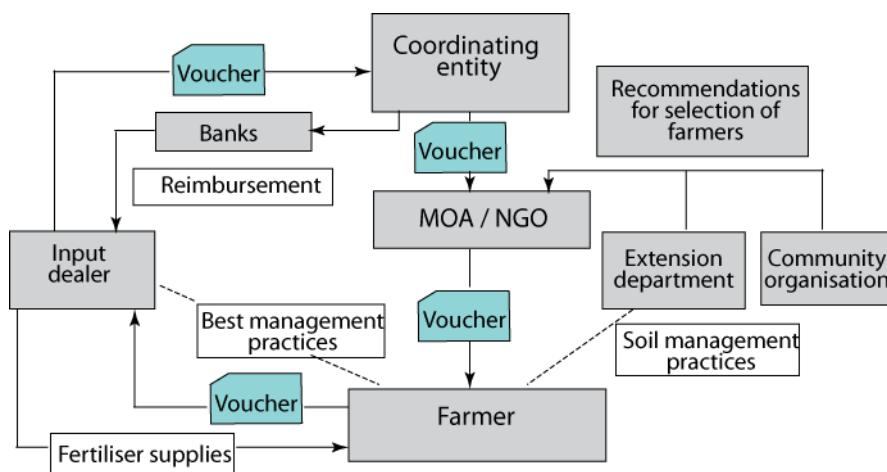 Coordinating
entity
Voucher
Recommendations
for selection of
farmers
Banks
Voucher
Reimbursement
MOA / NGO
Input
dealer
Extension
department
Community
organisation
Best management
practices
Voucher
Soil management
practices
Voucher
Farmer
Fertiliser supplies